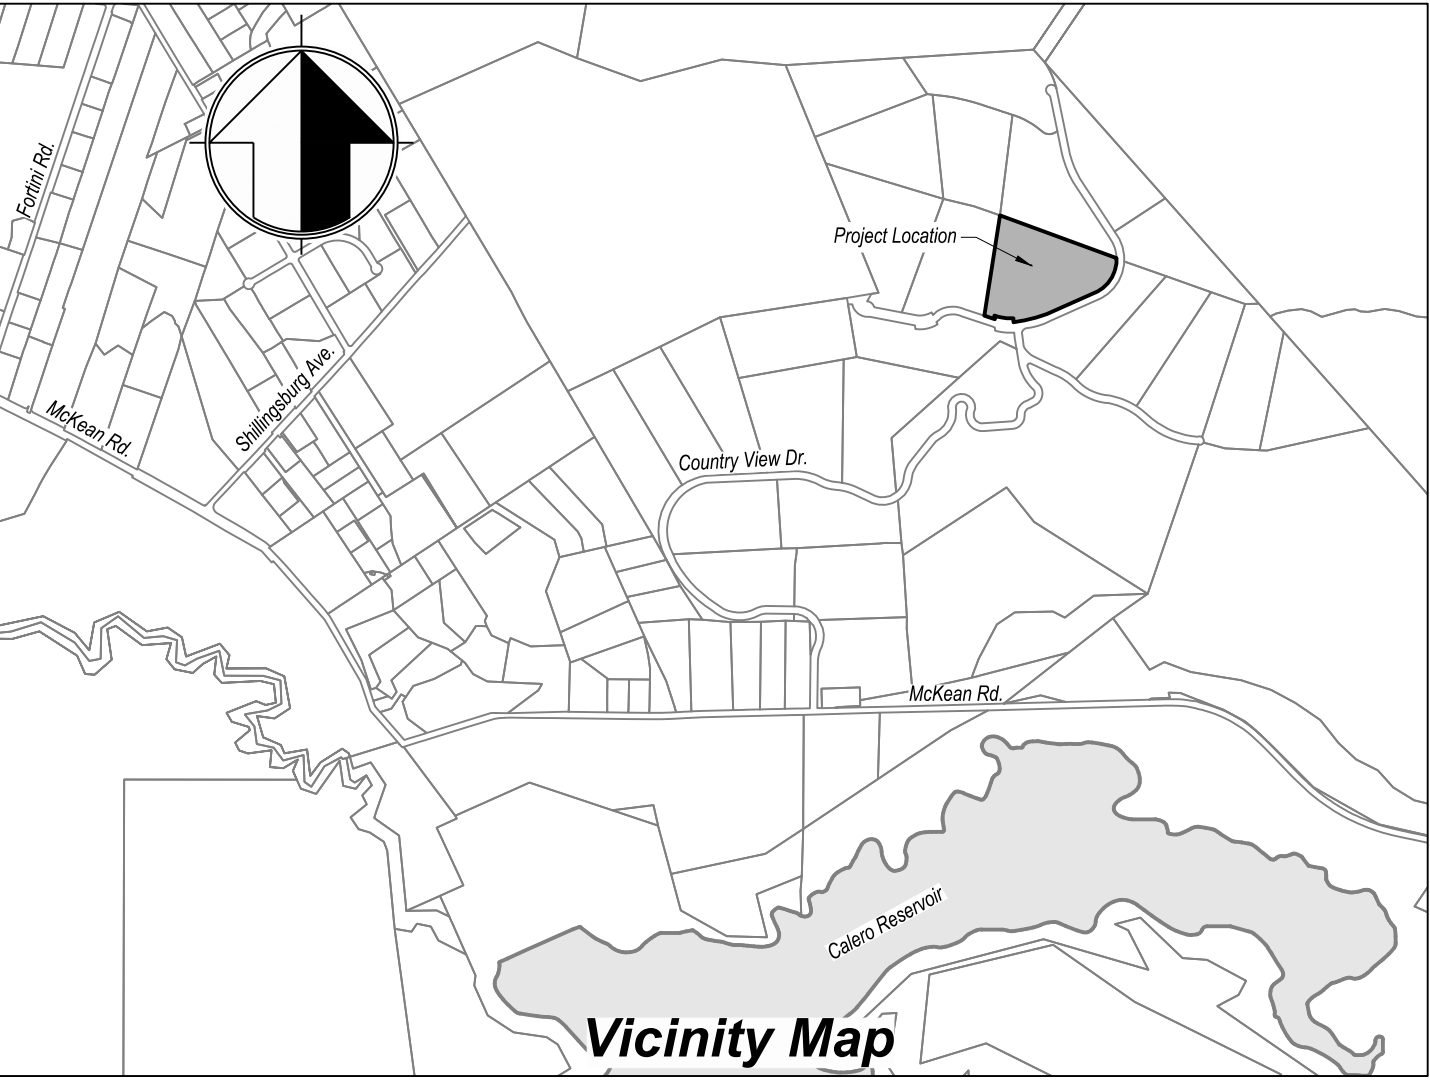 Fortini Rd.
Project Location
Shillingsburg Ave.
McKean Rd.
Country View Dr.
McKean Rd.
Calero Reservoir
Vicinity Map